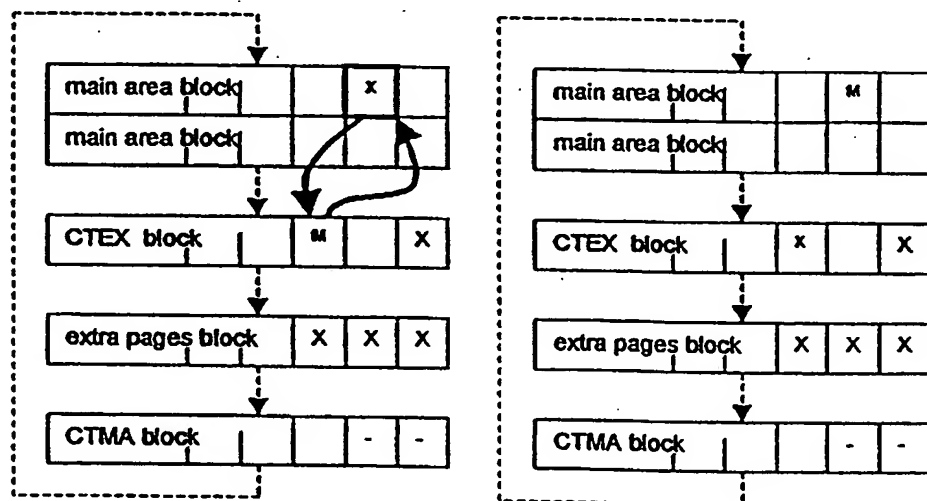 main area block x
main area block
CTEX block M X
extra pages block X X X
CTMA block - -
main area block M
main area block
CTEX block x X
extra pages block X X X
CTMA block - -